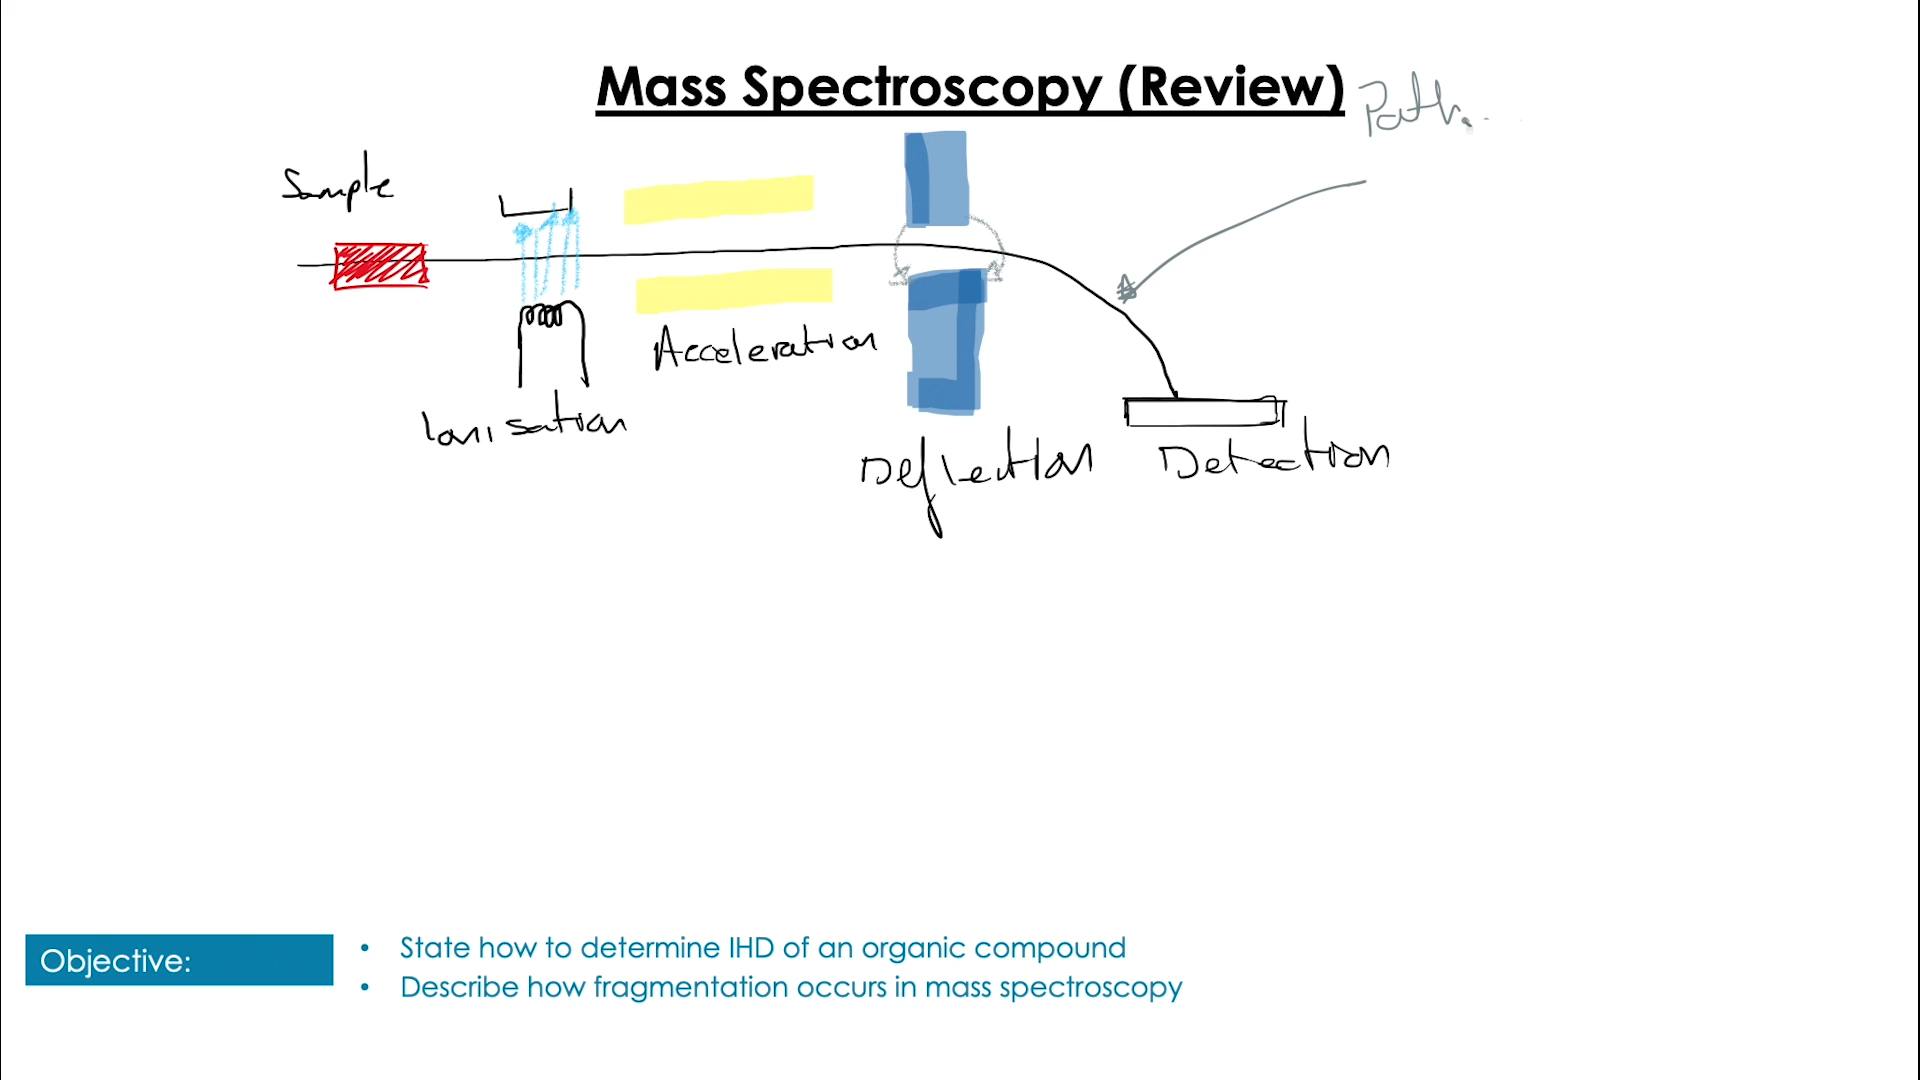 Mass Spectroscopy (Review)
Path
Sample
Acceleration
Ionisation
Deflection
Detection
Objective:
• State how to determine IHD of an organic compound
• Describe how fragmentation occurs in mass spectroscopy